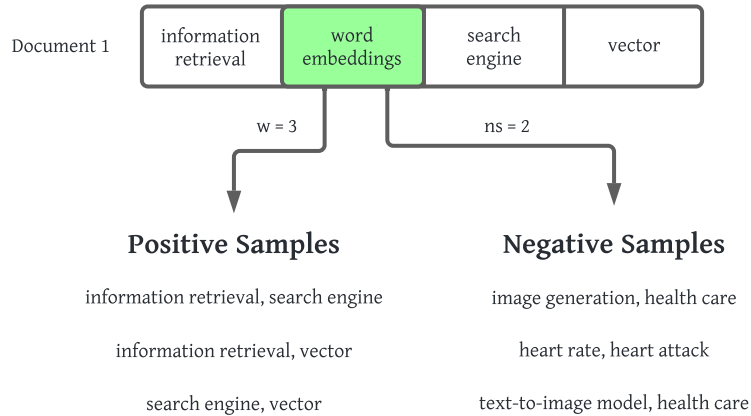 Document 1
information
retrieval
word
embeddings
search
engine
vector
w = 3
ns = 2
Positive Samples
information retrieval, search engine
information retrieval, vector
search engine, vector
Negative Samples
image generation, health care
heart rate, heart attack
text-to-image model, health care